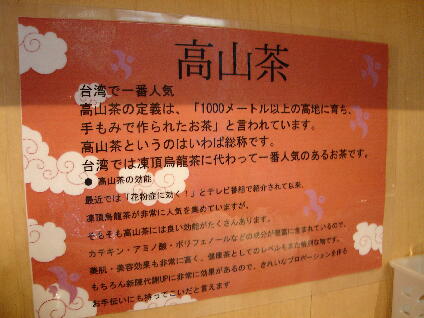 高山茶
台湾で一番人気
高山茶の定義は、「1000メートル以上の高地に育ち、
手もみで作られたお茶」と言われています。
高山茶というのはいわば総称です。
台湾では凍頂烏龍茶に代わって一番人気のあるお茶です。
● 高山茶の効能
最近では「花粉症に効く！」とテレビ番組で紹介されて以来、
凍頂烏龍茶が非常に人気を集めていますが、
そもそも高山茶には良い効能がたくさんあります。
カテキン・アミノ酸・ポリフェノールなどの成分が豊富に含まれているので、
美肌・美容効果も非常に高く、健康茶としてのレベルもまた格別な物です。
もちろん新陳代謝UPに非常に効果があるので、きれいなプロポーションを作る
お手伝いにも持ってこいだと言えます